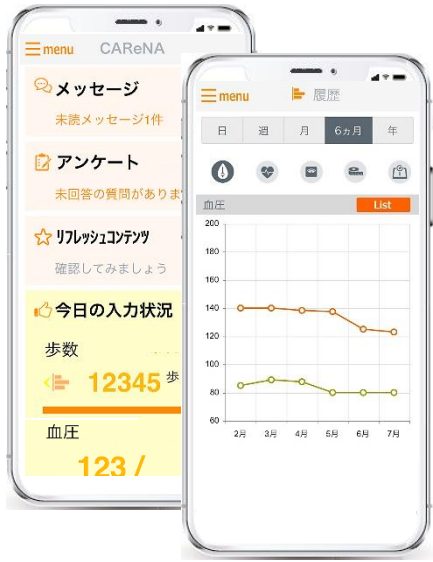 menu CAReNA
メッセージ
未読メッセージ1件
アンケート
未回答の質問がありま
リフレッシュコンテンツ
確認してみましょう
今日の入力状況
歩数
12345 歩
血圧
123 /
menu 履歴
日 週 月 6ヵ月 年
血圧 List
200
180
160
140
120
100
80
60
2月 3月 4月 5月 6月 7月